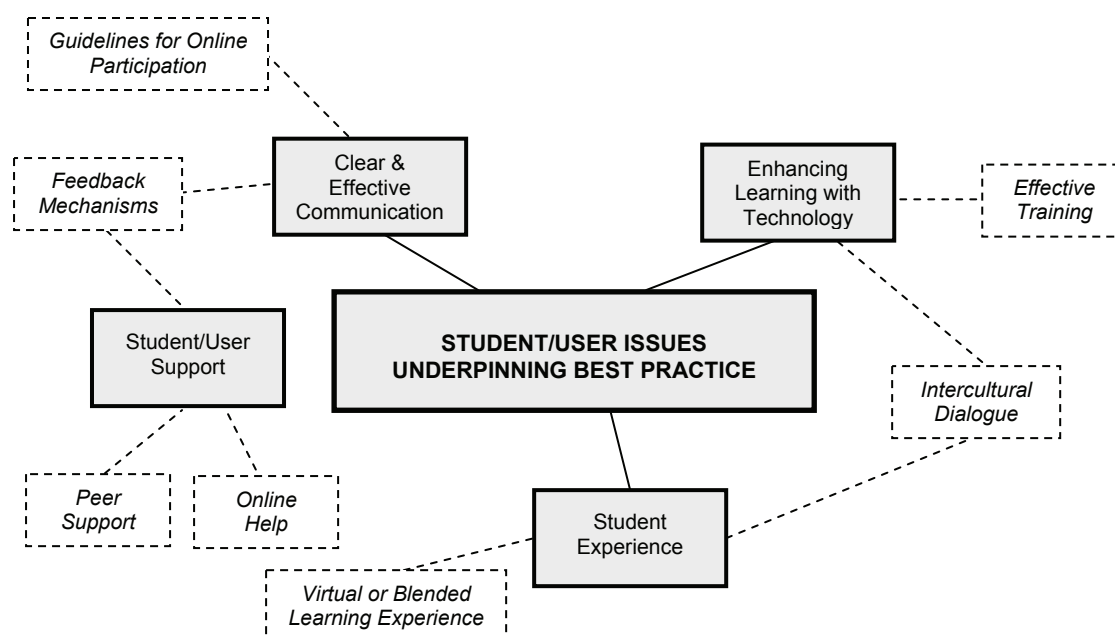 Guidelines for Online
Participation
Clear &
Effective
Communication
Enhancing
Learning with
Technology
Feedback
Mechanisms
Effective
Training
Student/User
Support
STUDENT/USER ISSUES
UNDERPINNING BEST PRACTICE
Intercultural
Dialogue
Peer
Support
Online
Help
Student
Experience
Virtual or Blended
Learning Experience